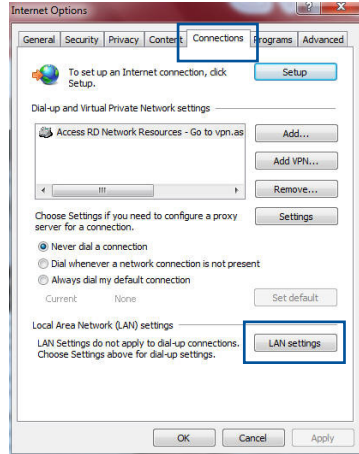 Internet Options
General Security Privacy Content Connections Programs Advanced
To set up an Internet connection, click
Setup.
Setup
Dial-up and Virtual Private Network settings
Access RD Network Resources - Go to vpn.as
Add...
Add VPN...
Remove...
Choose Settings if you need to configure a proxy
server for a connection.
Settings
Never dial a connection
Dial whenever a network connection is not present
Always dial my default connection
Current None
Set default
Local Area Network (LAN) settings
LAN Settings do not apply to dial-up connections.
Choose Settings above for dial-up settings.
LAN settings
OK Cancel Apply